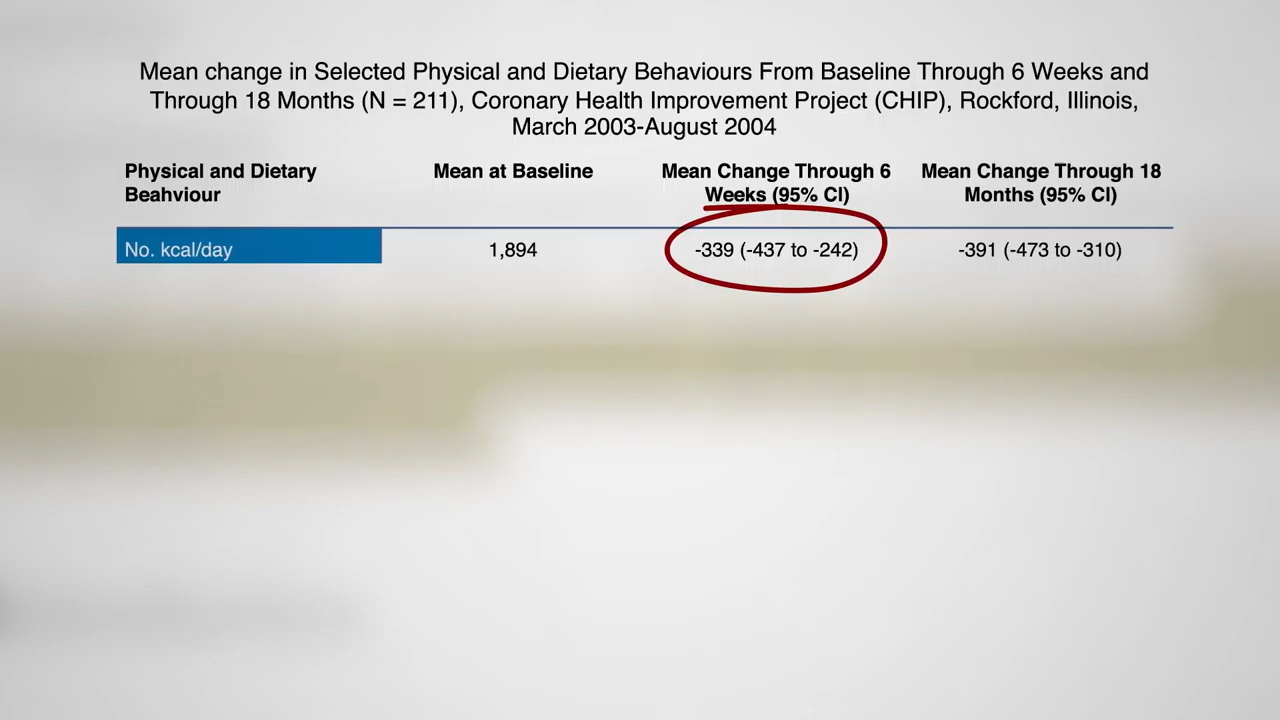 Mean change in Selected Physical and Dietary Behaviours From Baseline Through 6 Weeks and
Through 18 Months (N = 211), Coronary Health Improvement Project (CHIP), Rockford, Illinois,
March 2003-August 2004
Physical and Dietary Beahviour
Mean at Baseline
Mean Change Through 6 Weeks (95% CI)
Mean Change Through 18 Months (95% CI)
No. kcal/day 1,894 -339 (-437 to -242) -391 (-473 to -310)